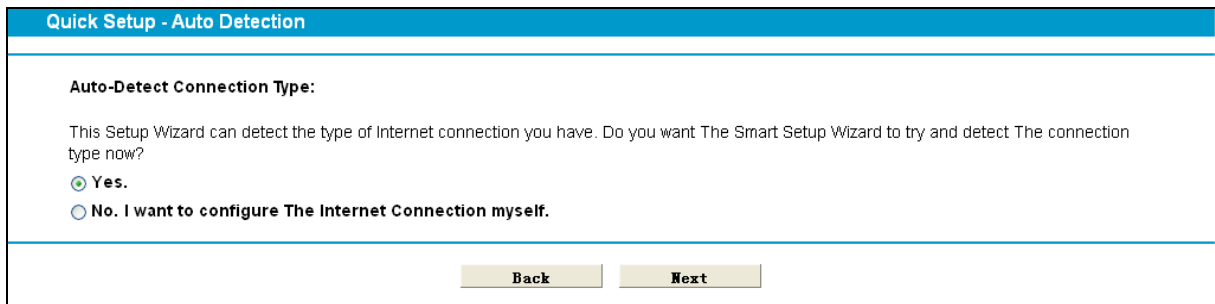 Quick Setup - Auto Detection
Auto-Detect Connection Type:
This Setup Wizard can detect the type of Internet connection you have. Do you want The Smart Setup Wizard to try and detect The connection
type now?
Yes.
No. I want to configure The Internet Connection myself.
Back Next